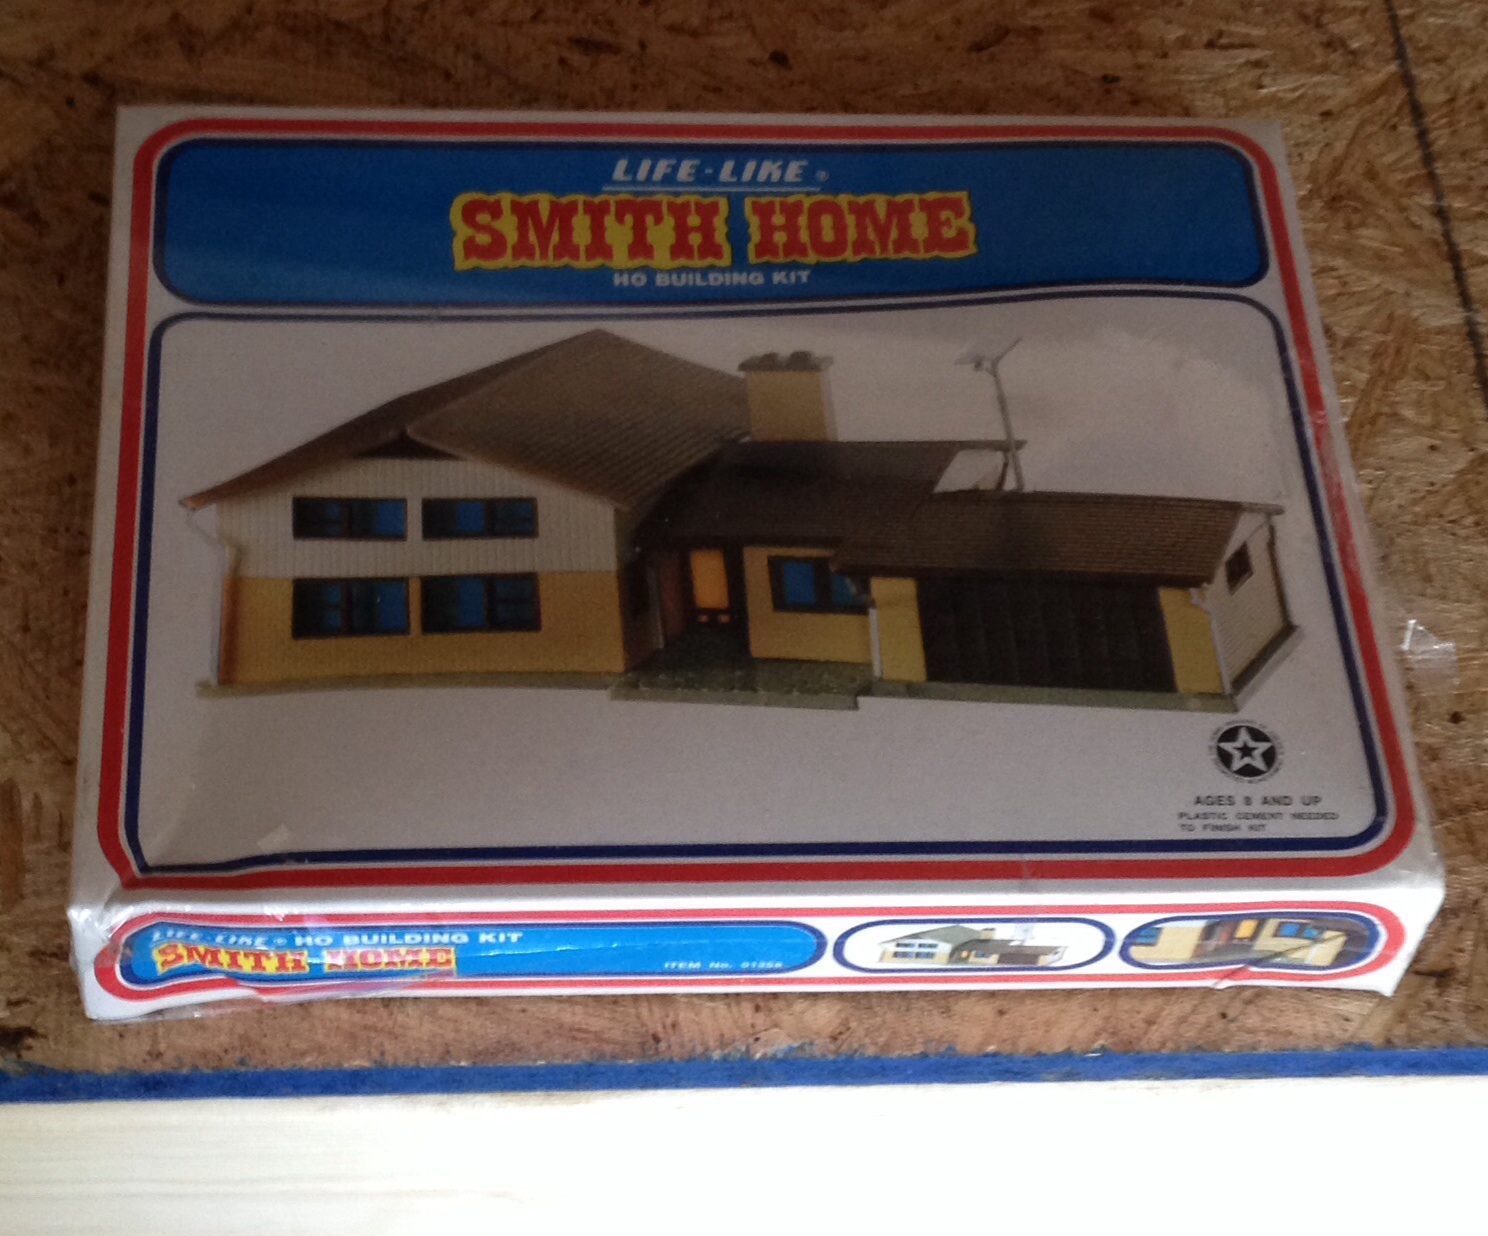 LIFE-LIKE ®
SMITH HOME
HO BUILDING KIT
AGES 8 AND UP
PLASTIC CEMENT NEEDED
TO FINISH KIT
LIFE-LIKE ® HO BUILDING KIT
SMITH HOME
ITEM No.